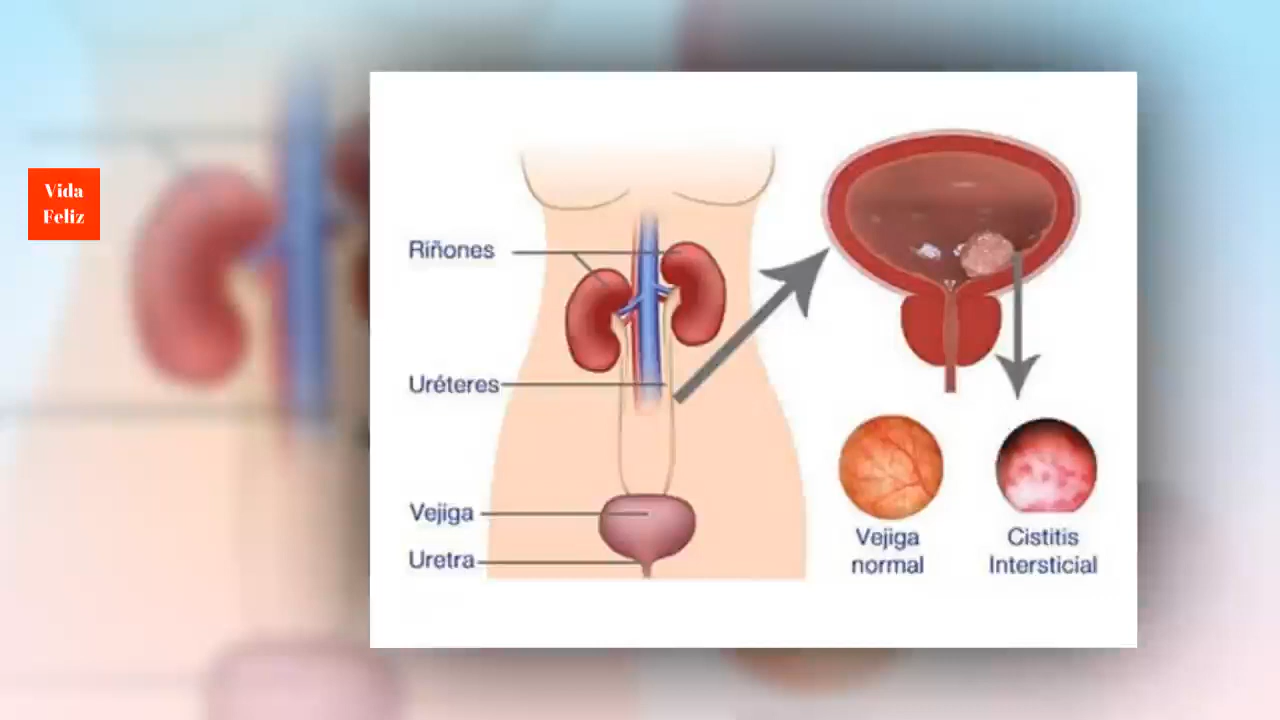 Vida
Feliz
Riñones
Uréteres
Vejiga
Uretra
Vejiga
normal
Cistitis
Intersticial